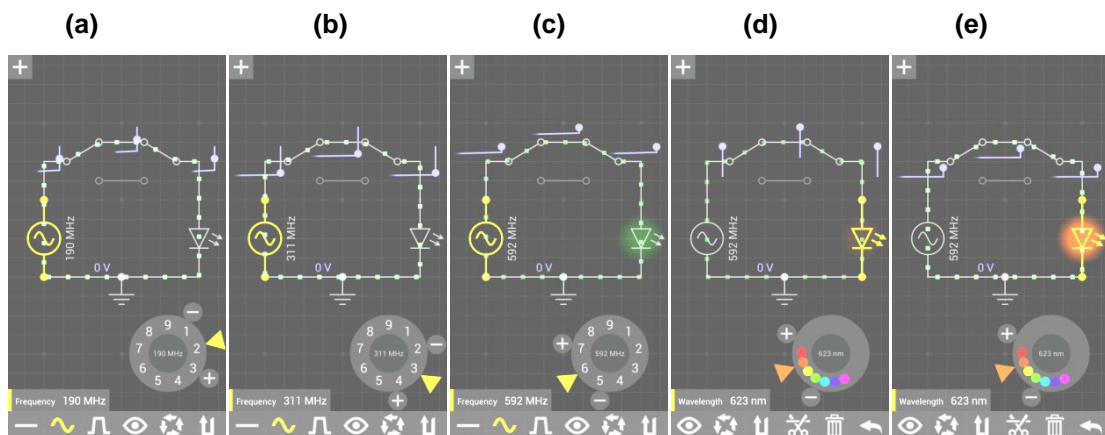 (a) (b) (c) (d) (e)
+ + + + +
190 MHz
0 V
9 1 2 3 4 5 6 7 8
− +
190 MHz
Frequency 190 MHz
311 MHz
0 V
9 1 2 3 4 5 6 7 8
− +
311 MHz
Frequency 311 MHz
592 MHz
0 V
9 1 2 3 4 5 6 7 8
+ −
592 MHz
Frequency 592 MHz
592 MHz
0 V
+ −
623 nm
Wavelength 623 nm
592 MHz
0 V
+ −
623 nm
Wavelength 623 nm